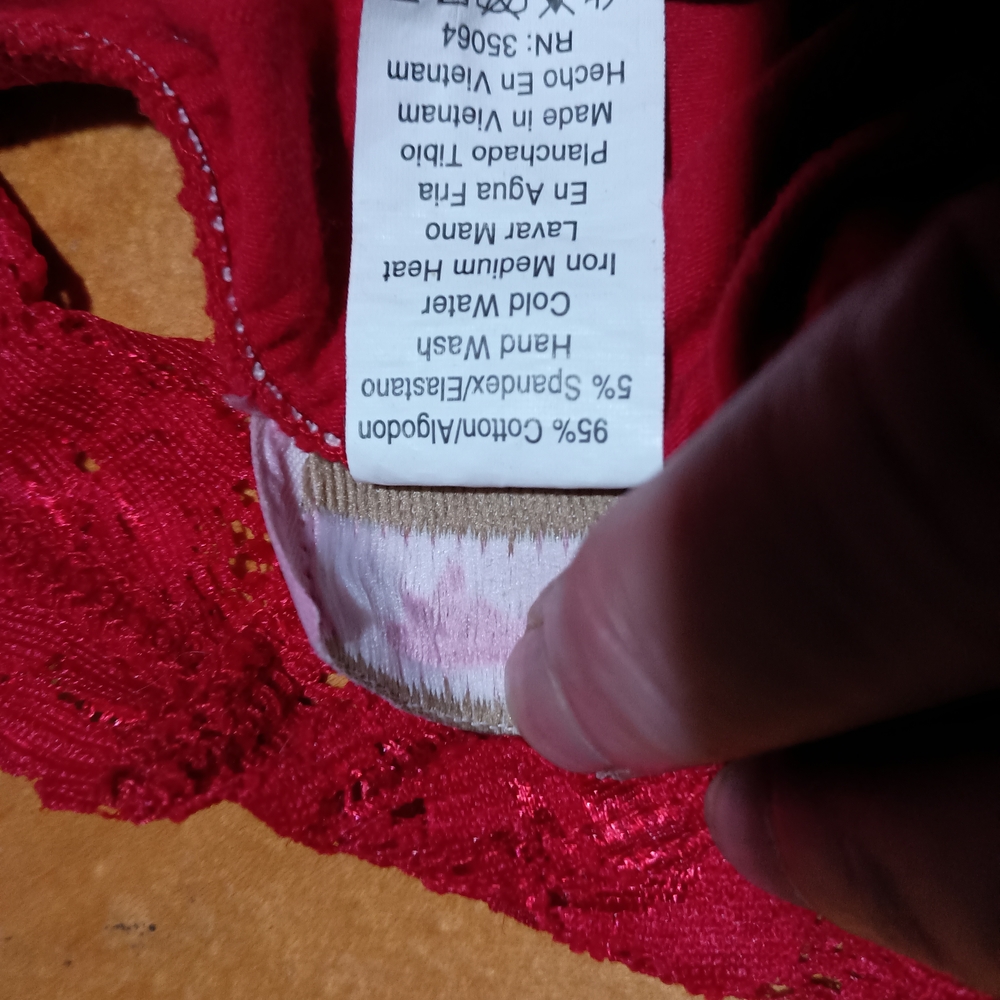 95% Cotton/Algodon
5% Spandex/Elastano
Hand Wash
Cold Water
Iron Medium Heat
Lavar Mano
En Agua Fria
Planchado Tibio
Made in Vietnam
Hecho En Vietnam
RN: 35064